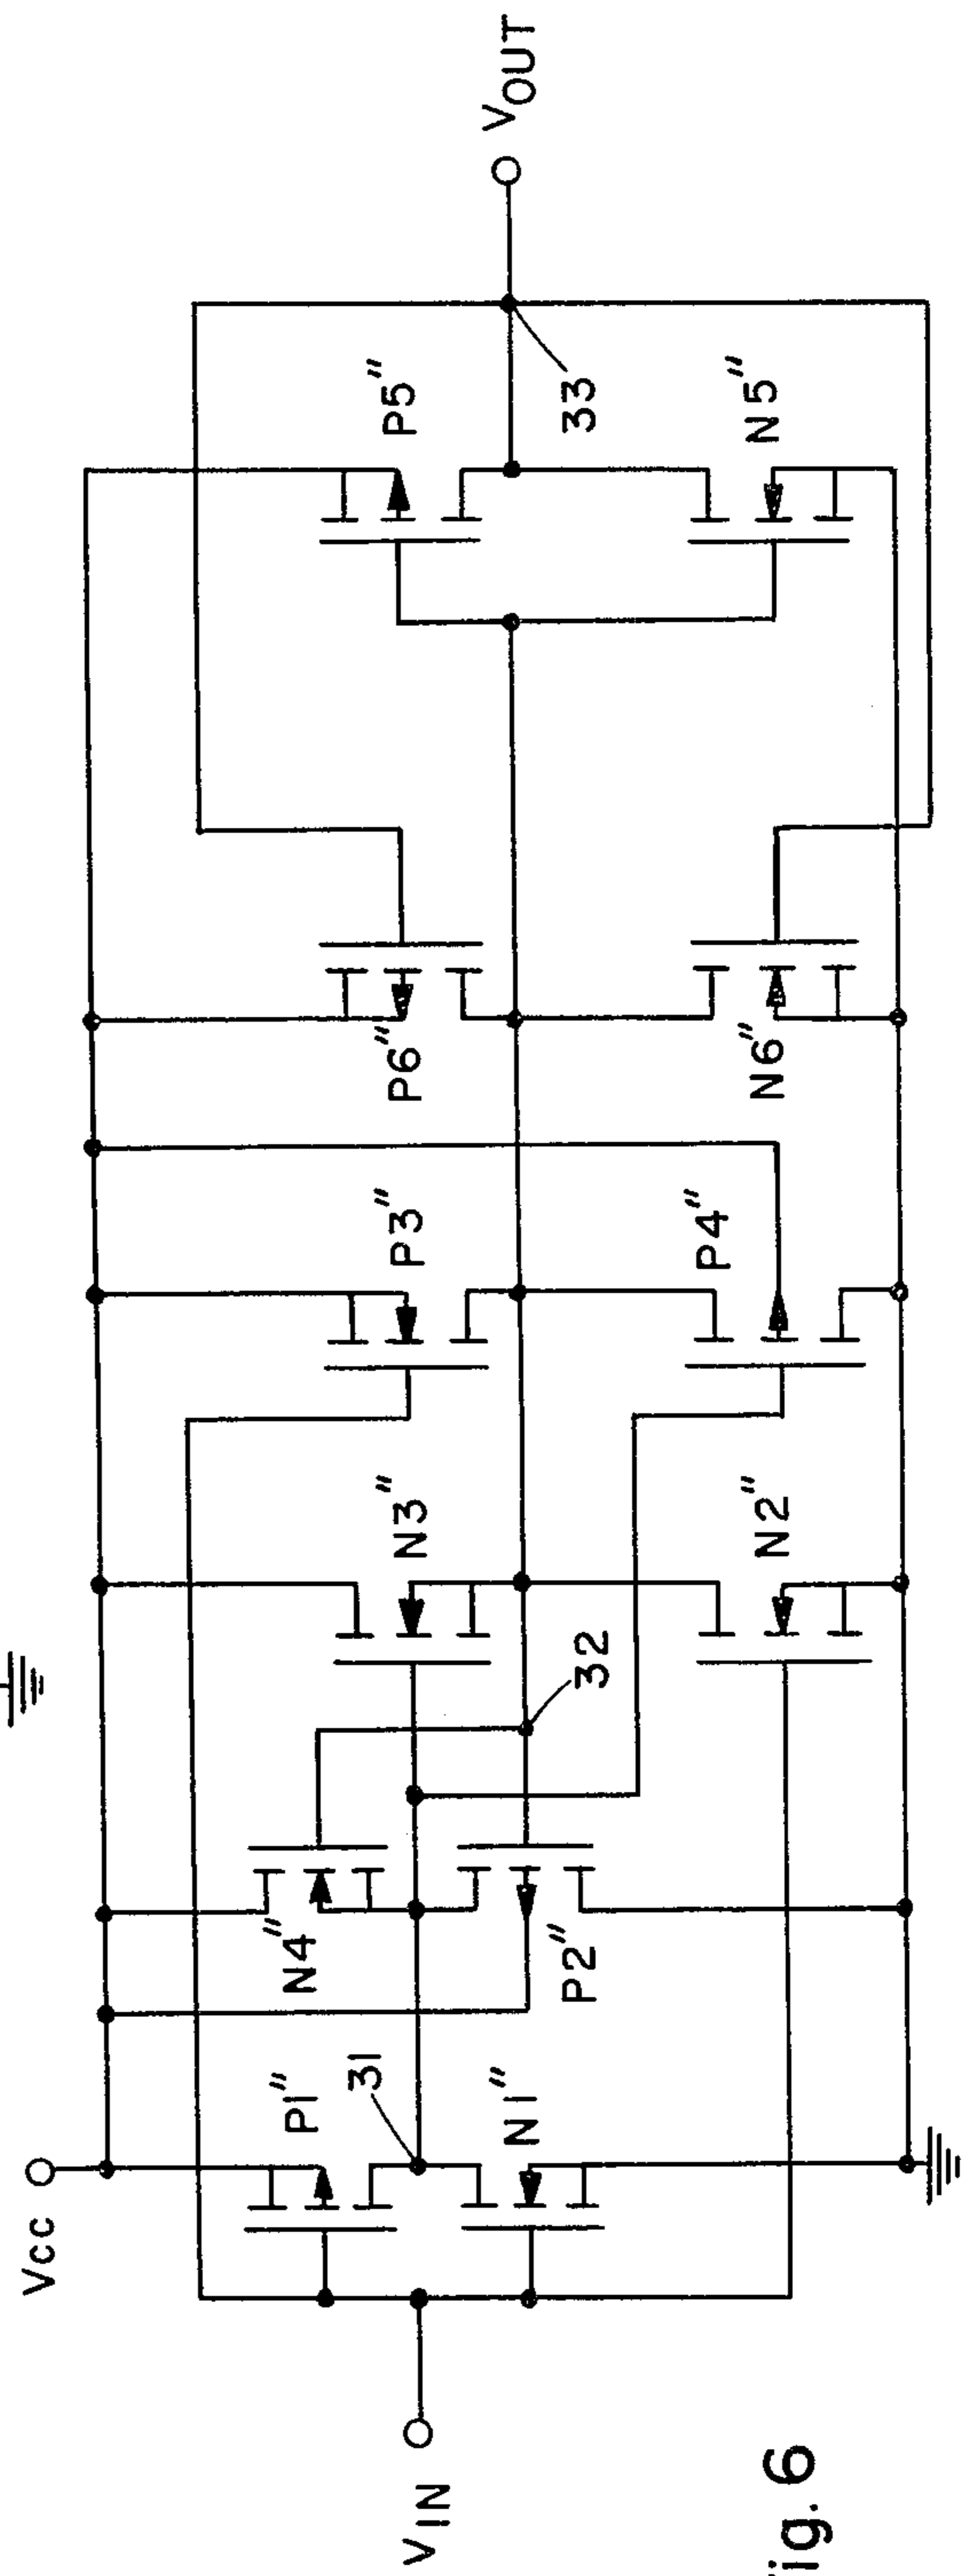 Vcc
VIN
P1"
31
N1"
N4"
P2"
32
N3"
N2"
P3"
P4"
P6"
N6"
P5"
33
N5"
VOUT
ig. 6